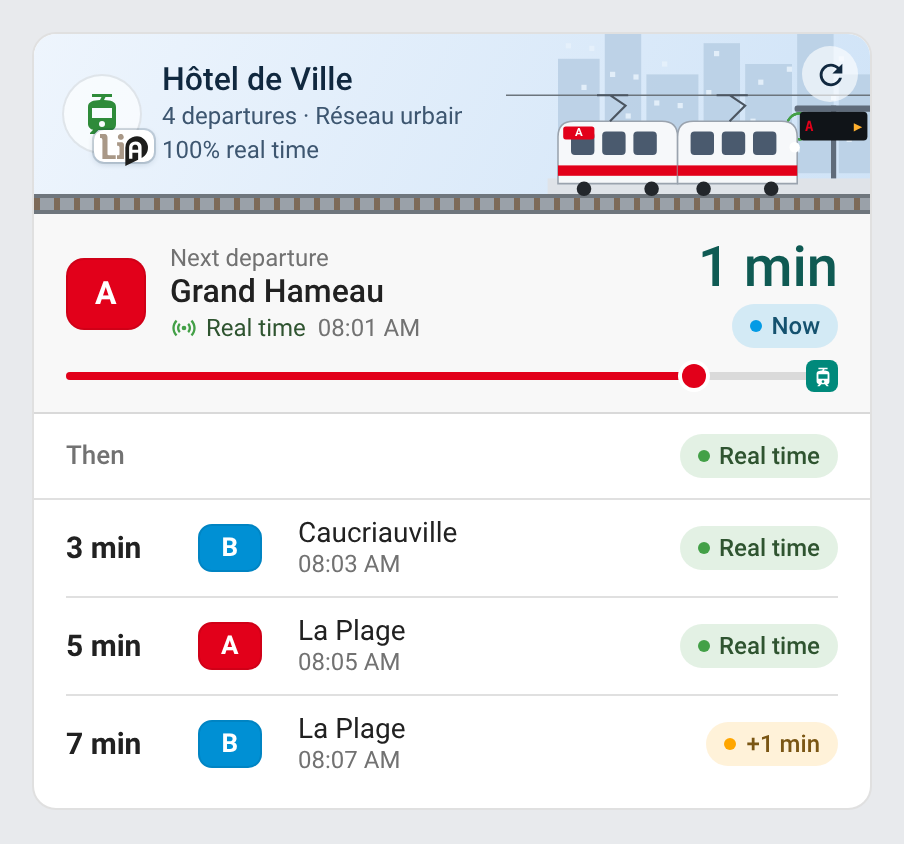 Hôtel de Ville
4 departures · Réseau urbair
100% real time
LiA
A
A
A
Next departure
Grand Hameau
Real time 08:01 AM
1 min
Now
Then
Real time
3 min
B
Caucriauville
08:03 AM
Real time
5 min
A
La Plage
08:05 AM
Real time
7 min
B
La Plage
08:07 AM
+1 min